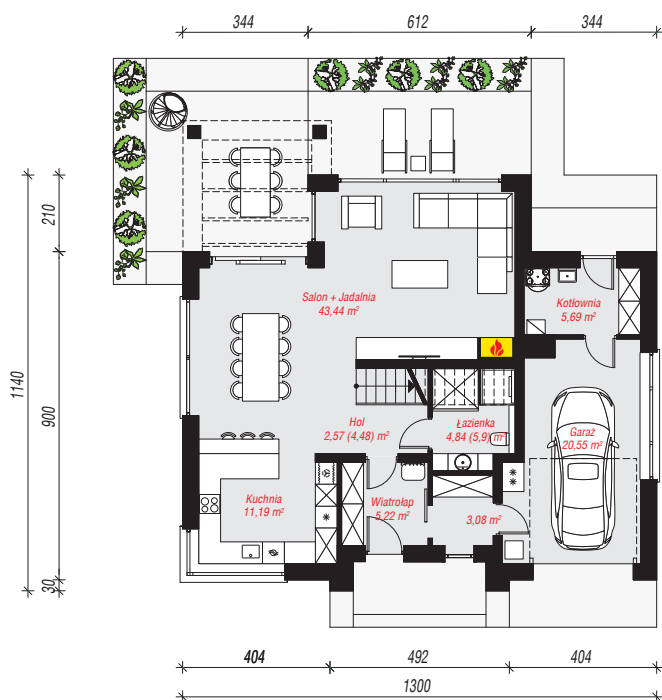 344
612
344
210
1140
900
30
Salon + Jadalnia
43,44 m²
Kotłownia
5,69 m²
Hol
2,57 (4,48) m²
Łazienka
4,84 (5,9) m²
Garaż
20,55 m²
Kuchnia
11,19 m²
Wiatrołap
5,22 m²
3,08 m²
404
492
404
1300